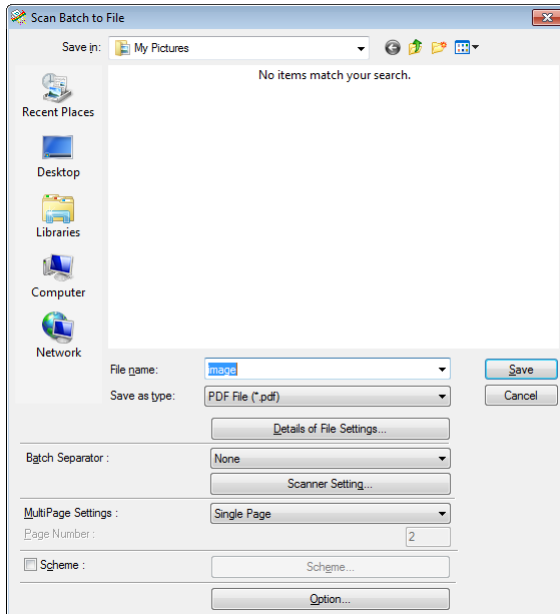 Scan Batch to File
Save in: My Pictures
No items match your search.
Recent Places
Desktop
Libraries
Computer
Network
File name: image Save
Save as type: PDF File (*.pdf) Cancel
Details of File Settings...
Batch Separator : None
Scanner Setting...
MultiPage Settings : Single Page
Page Number : 2
Scheme : Scheme...
Option...